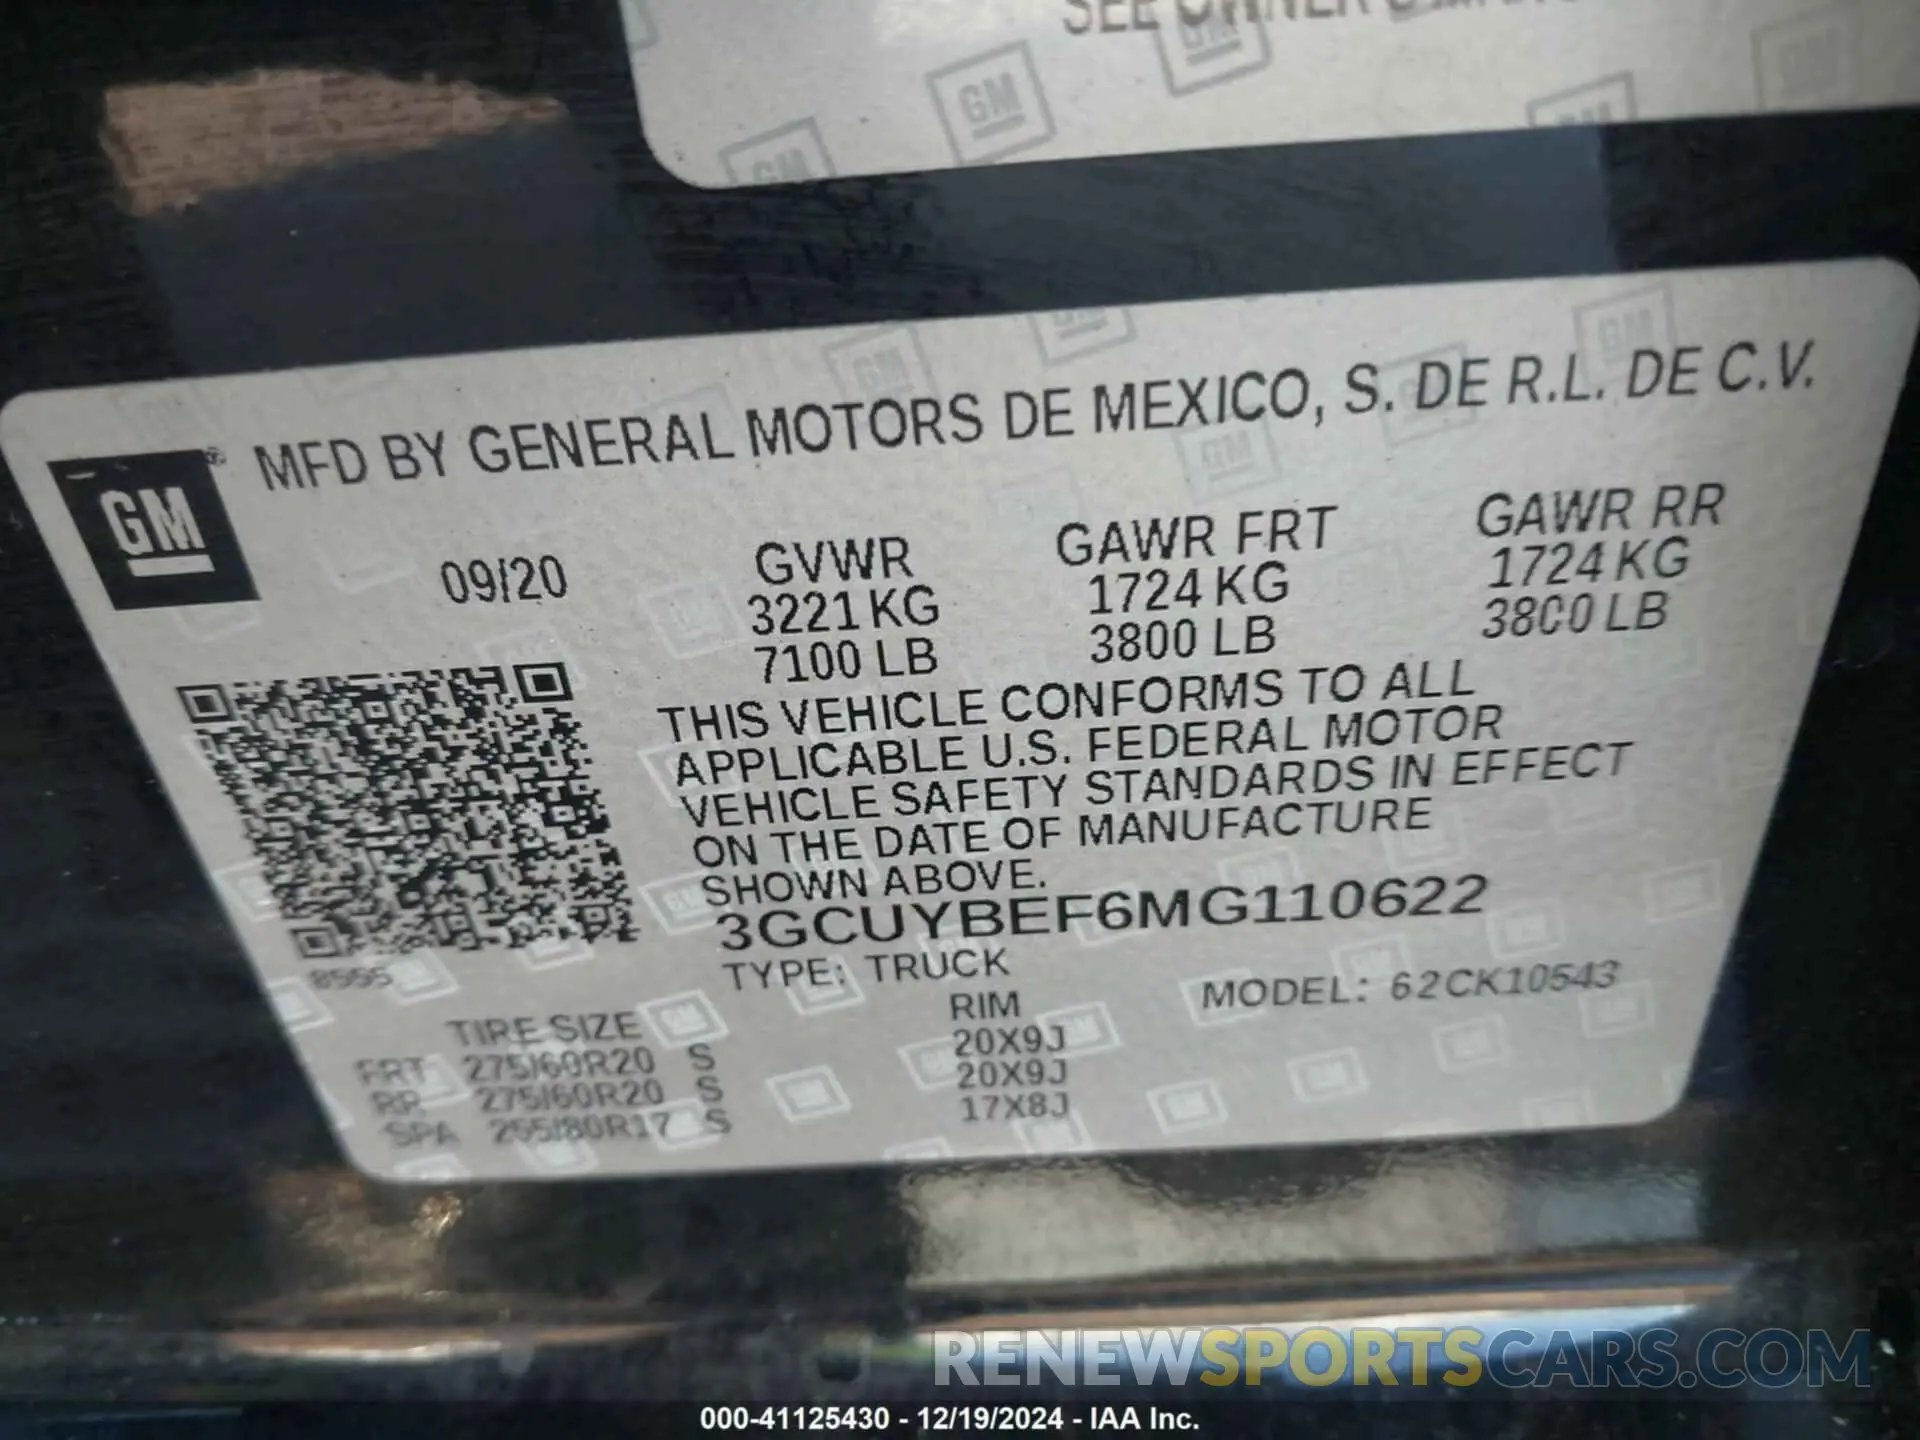 GM
GM
MFD BY GENERAL MOTORS DE MEXICO, S. DE R.L. DE C.V.
GM
09/20 GVWR GAWR FRT GAWR RR
3221 KG 1724 KG 1724 KG
7100 LB 3800 LB 3800 LB
THIS VEHICLE CONFORMS TO ALL
APPLICABLE U.S. FEDERAL MOTOR
VEHICLE SAFETY STANDARDS IN EFFECT
ON THE DATE OF MANUFACTURE
SHOWN ABOVE.
3GCUYBEF6MG110622
8555
TYPE: TRUCK MODEL: 62CK10543
TIRE SIZE RIM
FRT 275/60R20 S 20X9J
RR 275/60R20 S 20X9J
SPA 255/80R17 S 17X8J
RENEWSPORTSCARS.COM
000-41125430 - 12/19/2024 - IAA Inc.